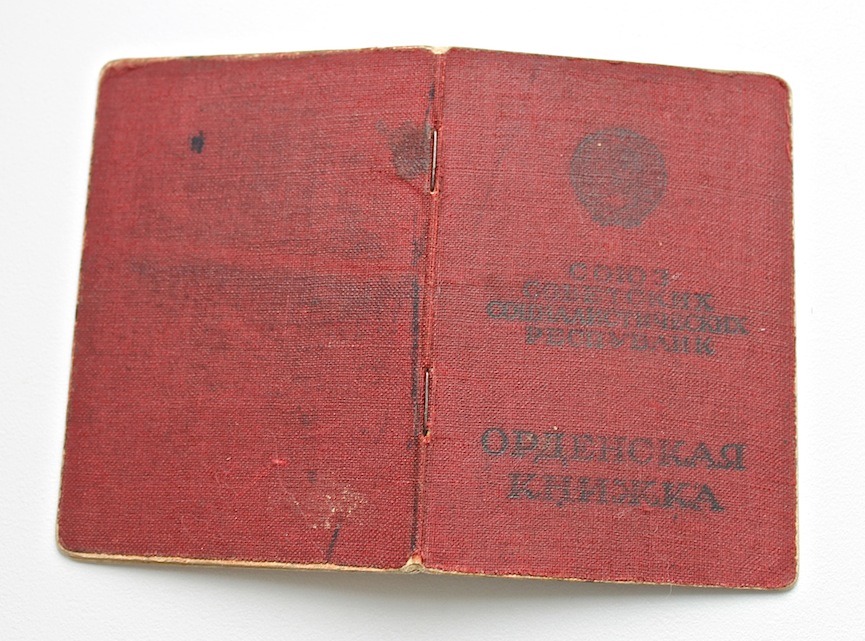 СОЮЗ
СОВЕТСКИХ
СОЦИАЛИСТИЧЕСКИХ
РЕСПУБЛИК
ОРДЕНСКАЯ
КНИЖКА